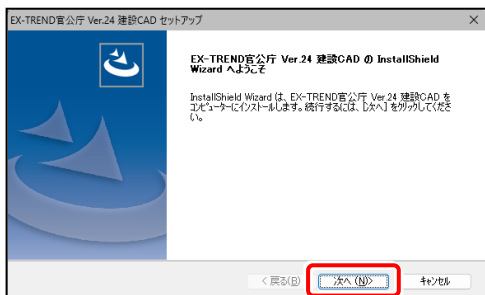 EX-TREND官公庁 Ver.24 建設CAD セットアップ
EX-TREND官公庁 Ver.24 建設CAD の InstallShield
Wizard へようこそ
InstallShield Wizard は、EX-TREND官公庁 Ver.24 建設CAD を
コンピューターにインストールします。続行するには、[次へ] をクリックしてくださ
い。
< 戻る(B)
次へ(N)>
キャンセル